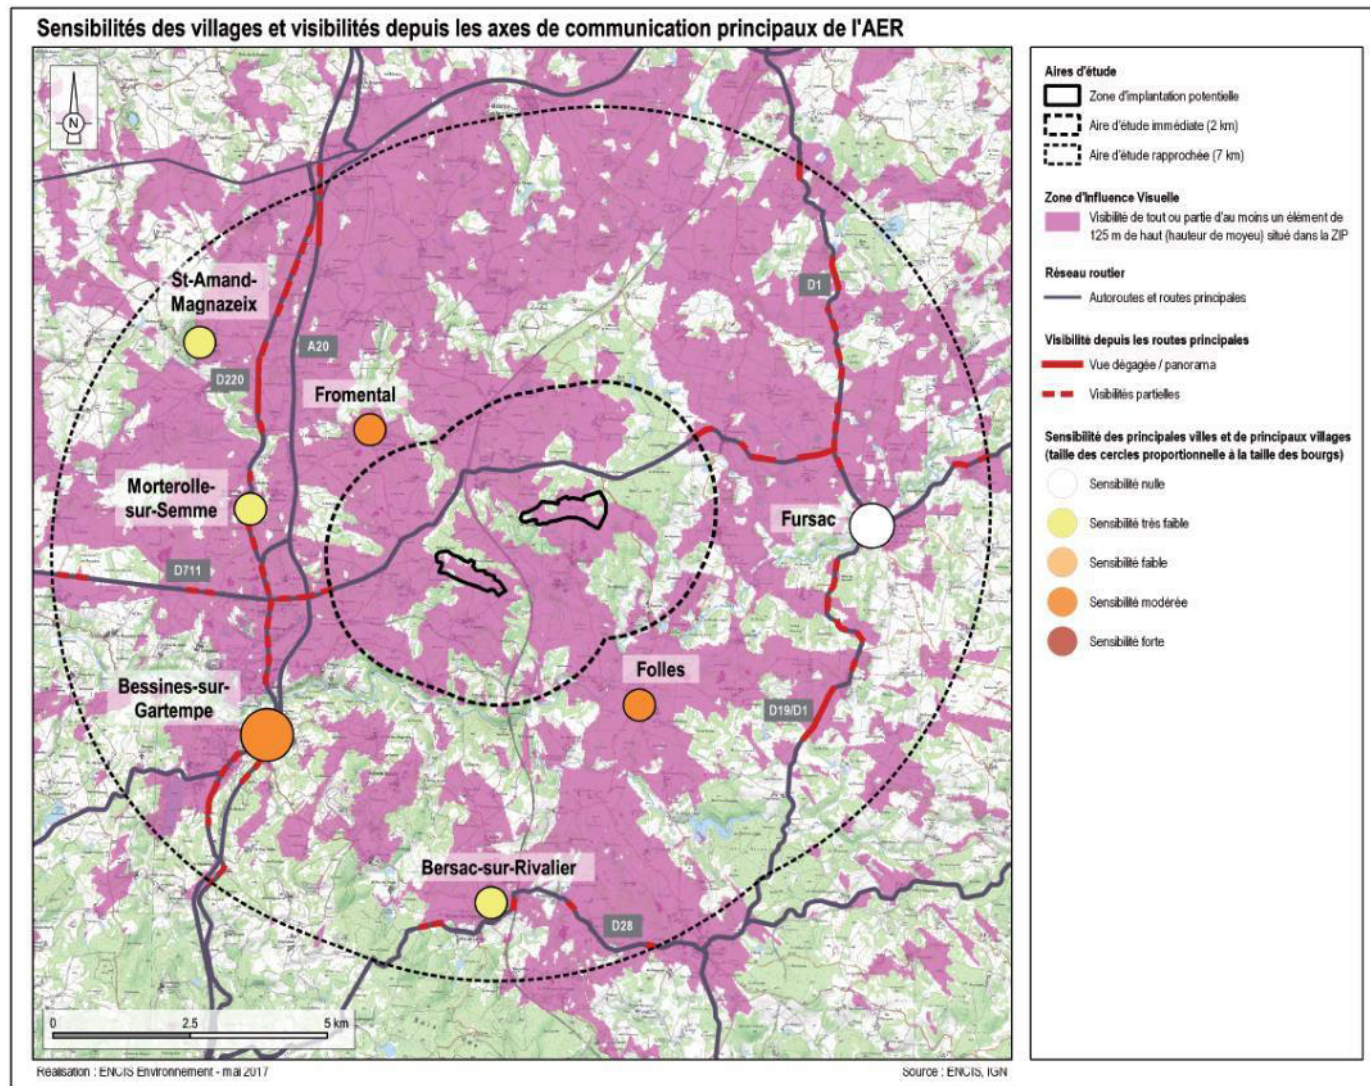 Sensibilités des villages et visibilités depuis les axes de communication principaux de l'AER
N
St-Amand-
Magnazeix
D220
A20
Fromental
D1
Morterolle-
sur-Semme
Fursac
D711
Bessines-sur-
Gartempe
Folles
D19/D1
Bersac-sur-Rivalier
D28
0 2.5 5 km
Réalisation : ENCIS Environnement - mai 2017
Source : ENCIS, IGN
Aires d'étude
Zone d'implantation potentielle
Aire d'étude immédiate (2 km)
Aire d'étude rapprochée (7 km)
Zone d'Influence Visuelle
Visibilité de tout ou partie d'au moins un élément de
125 m de haut (hauteur de moyeu) situé dans la ZIP
Réseau routier
Autoroutes et routes principales
Visibilité depuis les routes principales
Vue dégagée / panorama
Visibilités partielles
Sensibilité des principales villes et de principaux villages
(taille des cercles proportionnelle à la taille des bourgs)
Sensibilité nulle
Sensibilité très faible
Sensibilité faible
Sensibilité modérée
Sensibilité forte